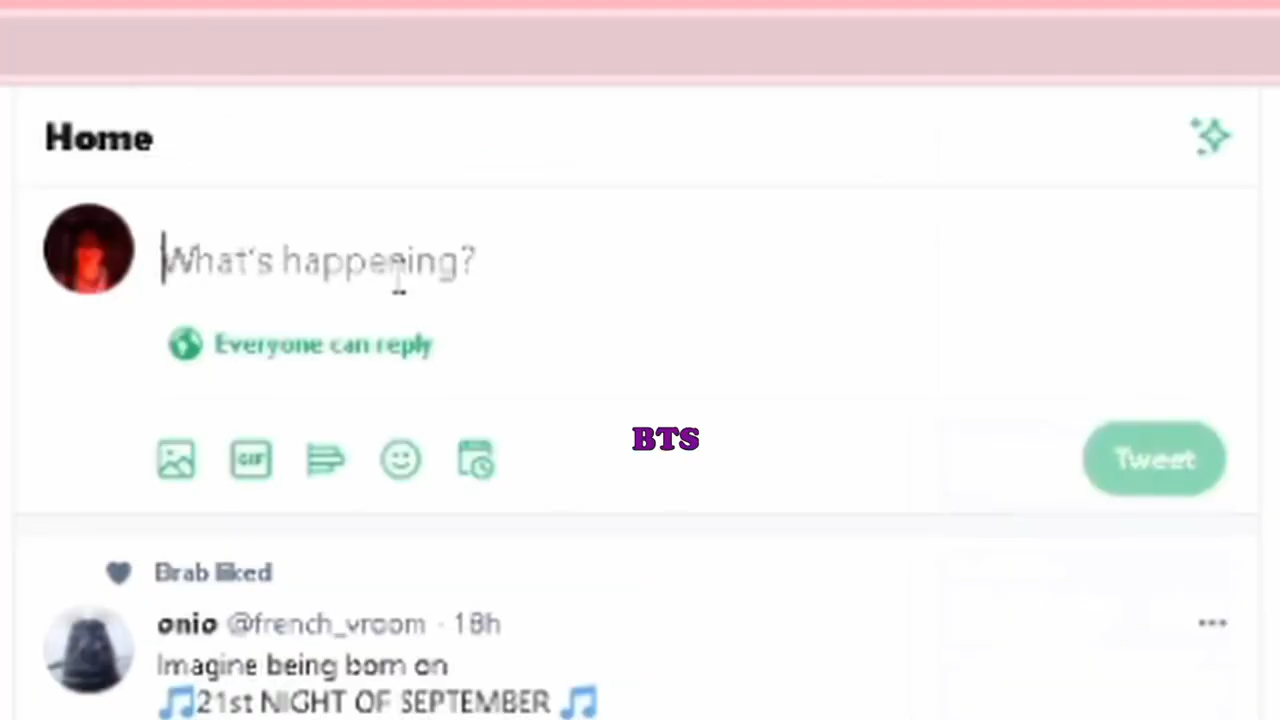 Home
What's happening?
Everyone can reply
BTS
GIF
Tweet
Brab liked
onio @french_vroom · 18h
Imagine being born on
🎵21st NIGHT OF SEPTEMBER 🎵